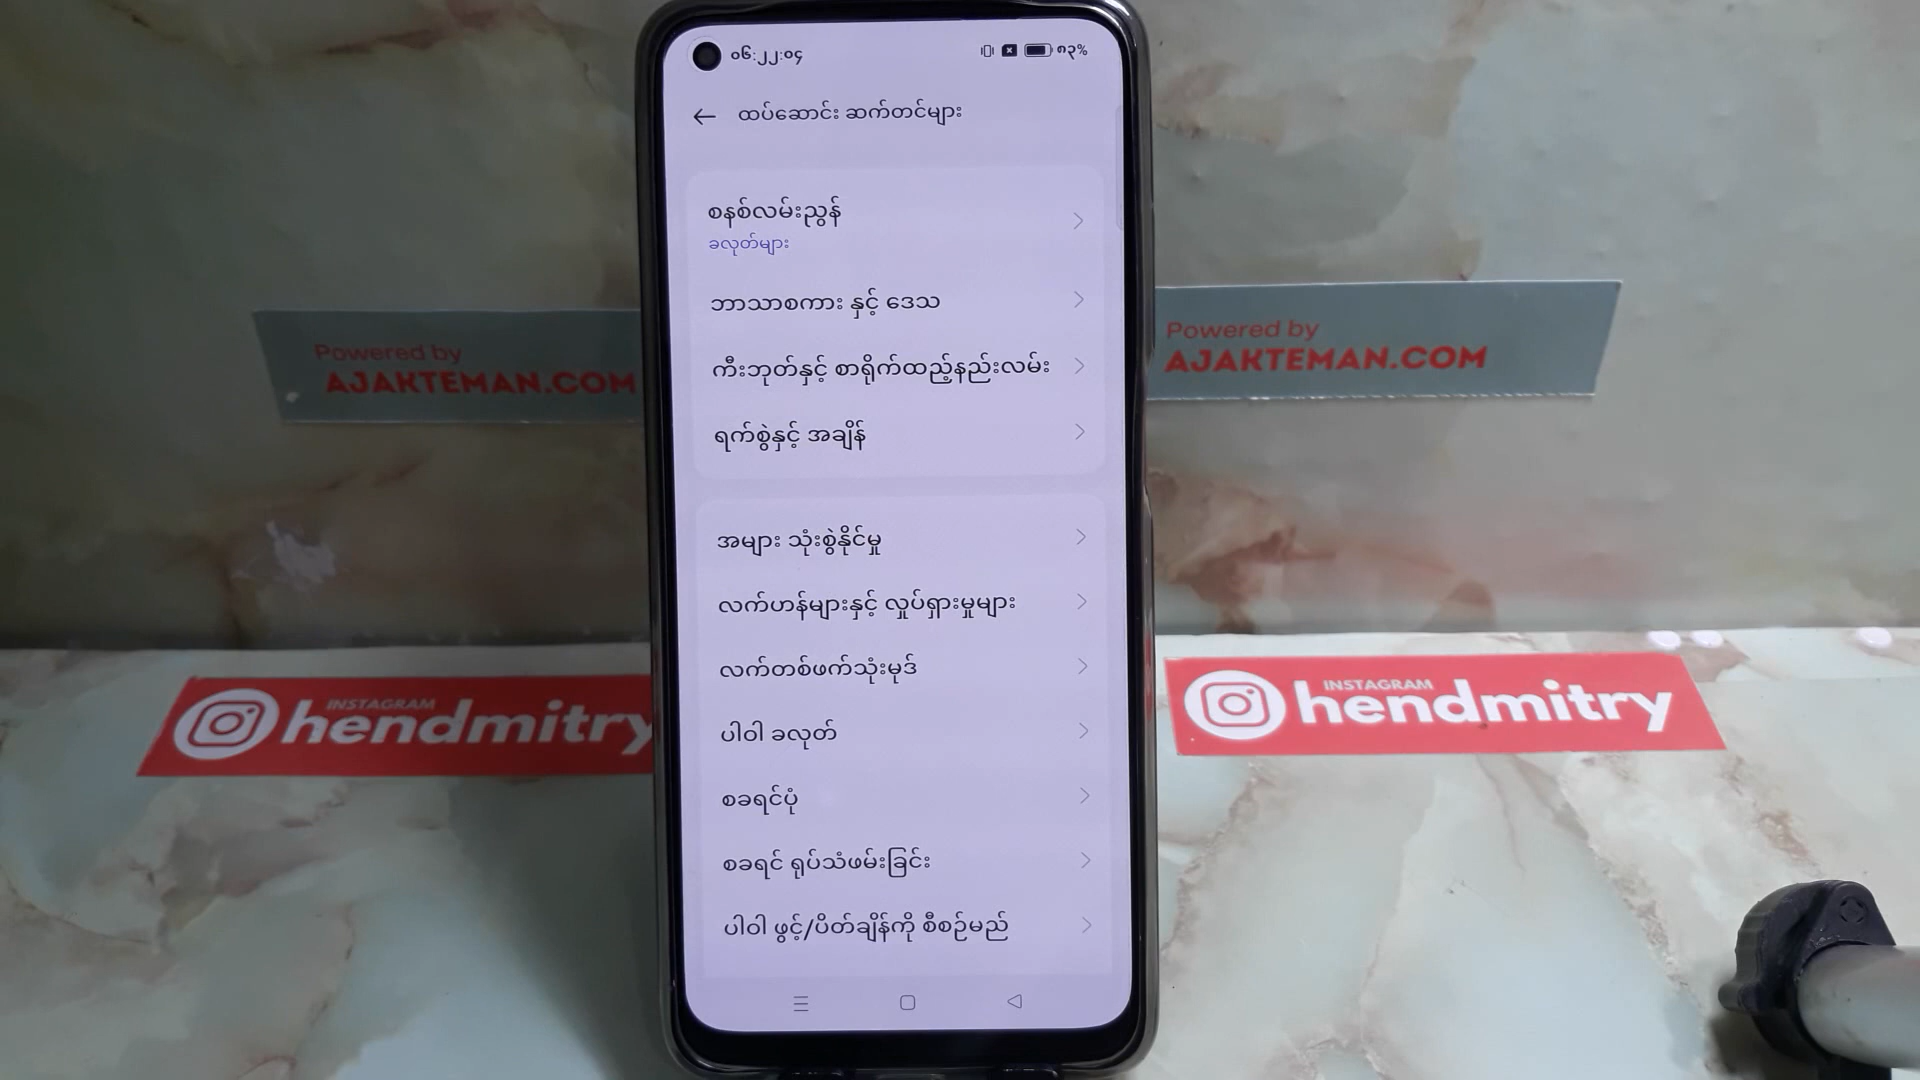 ၀၆:၂၂:၀၄
၈၃%
ထပ်ဆောင်း ဆက်တင်များ
စနစ်လမ်းညွှန်
ခလုတ်များ
ဘာသာစကား နှင့် ဒေသ
ကီးဘုတ်နှင့် စာရိုက်ထည့်နည်းလမ်း
ရက်စွဲနှင့် အချိန်
အများ သုံးစွဲနိုင်မှု
လက်ဟန်များနှင့် လှုပ်ရှားမှုများ
လက်တစ်ဖက်သုံးမုဒ်
ပါဝါ ခလုတ်
စခရင်ပုံ
စခရင် ရုပ်သံဖမ်းခြင်း
ပါဝါ ဖွင့်/ပိတ်ချိန်ကို စီစဉ်မည်
Powered by
AJAKTEMAN.COM
Powered by
AJAKTEMAN.COM
INSTAGRAM
hendmitry
INSTAGRAM
hendmitry